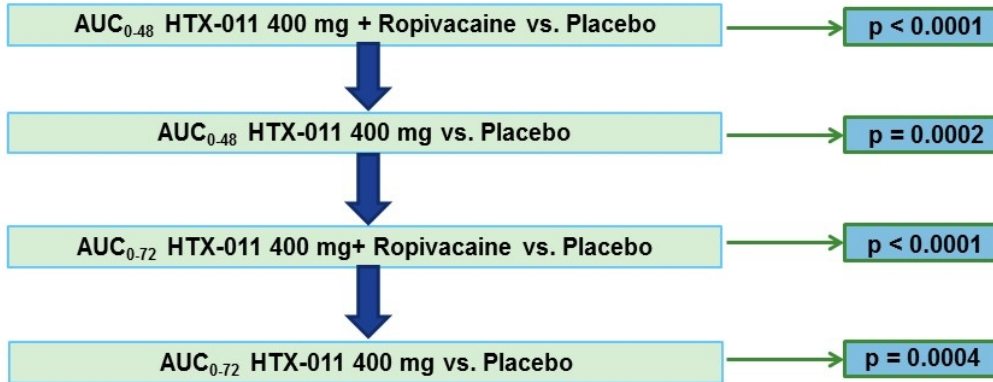 AUC₀₋₄₈ HTX-011 400 mg + Ropivacaine vs. Placebo
p < 0.0001
AUC₀₋₄₈ HTX-011 400 mg vs. Placebo
p = 0.0002
AUC₀₋₇₂ HTX-011 400 mg+ Ropivacaine vs. Placebo
p < 0.0001
AUC₀₋₇₂ HTX-011 400 mg vs. Placebo
p = 0.0004